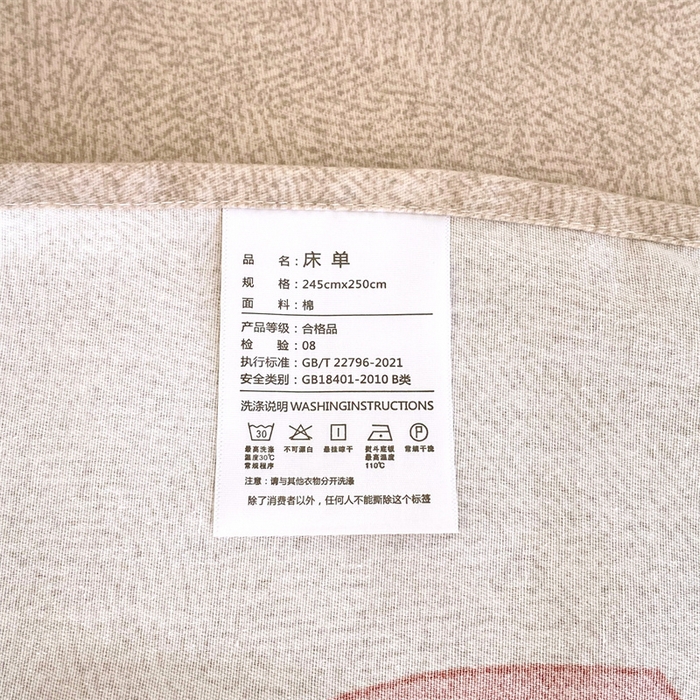 品 名：床 单
规 格：245cmx250cm
面 料：棉
产品等级：合格品
检 验：08
执行标准：GB/T 22796-2021
安全类别：GB18401-2010 B类
洗涤说明 WASHINGINSTRUCTIONS
30 P
最高洗涤温度30℃常规程序 不可漂白 悬挂晾干 熨斗底板最高温度110℃ 常规干洗
注意：请与其他衣物分开洗涤
除了消费者以外，任何人不能撕除这个标签